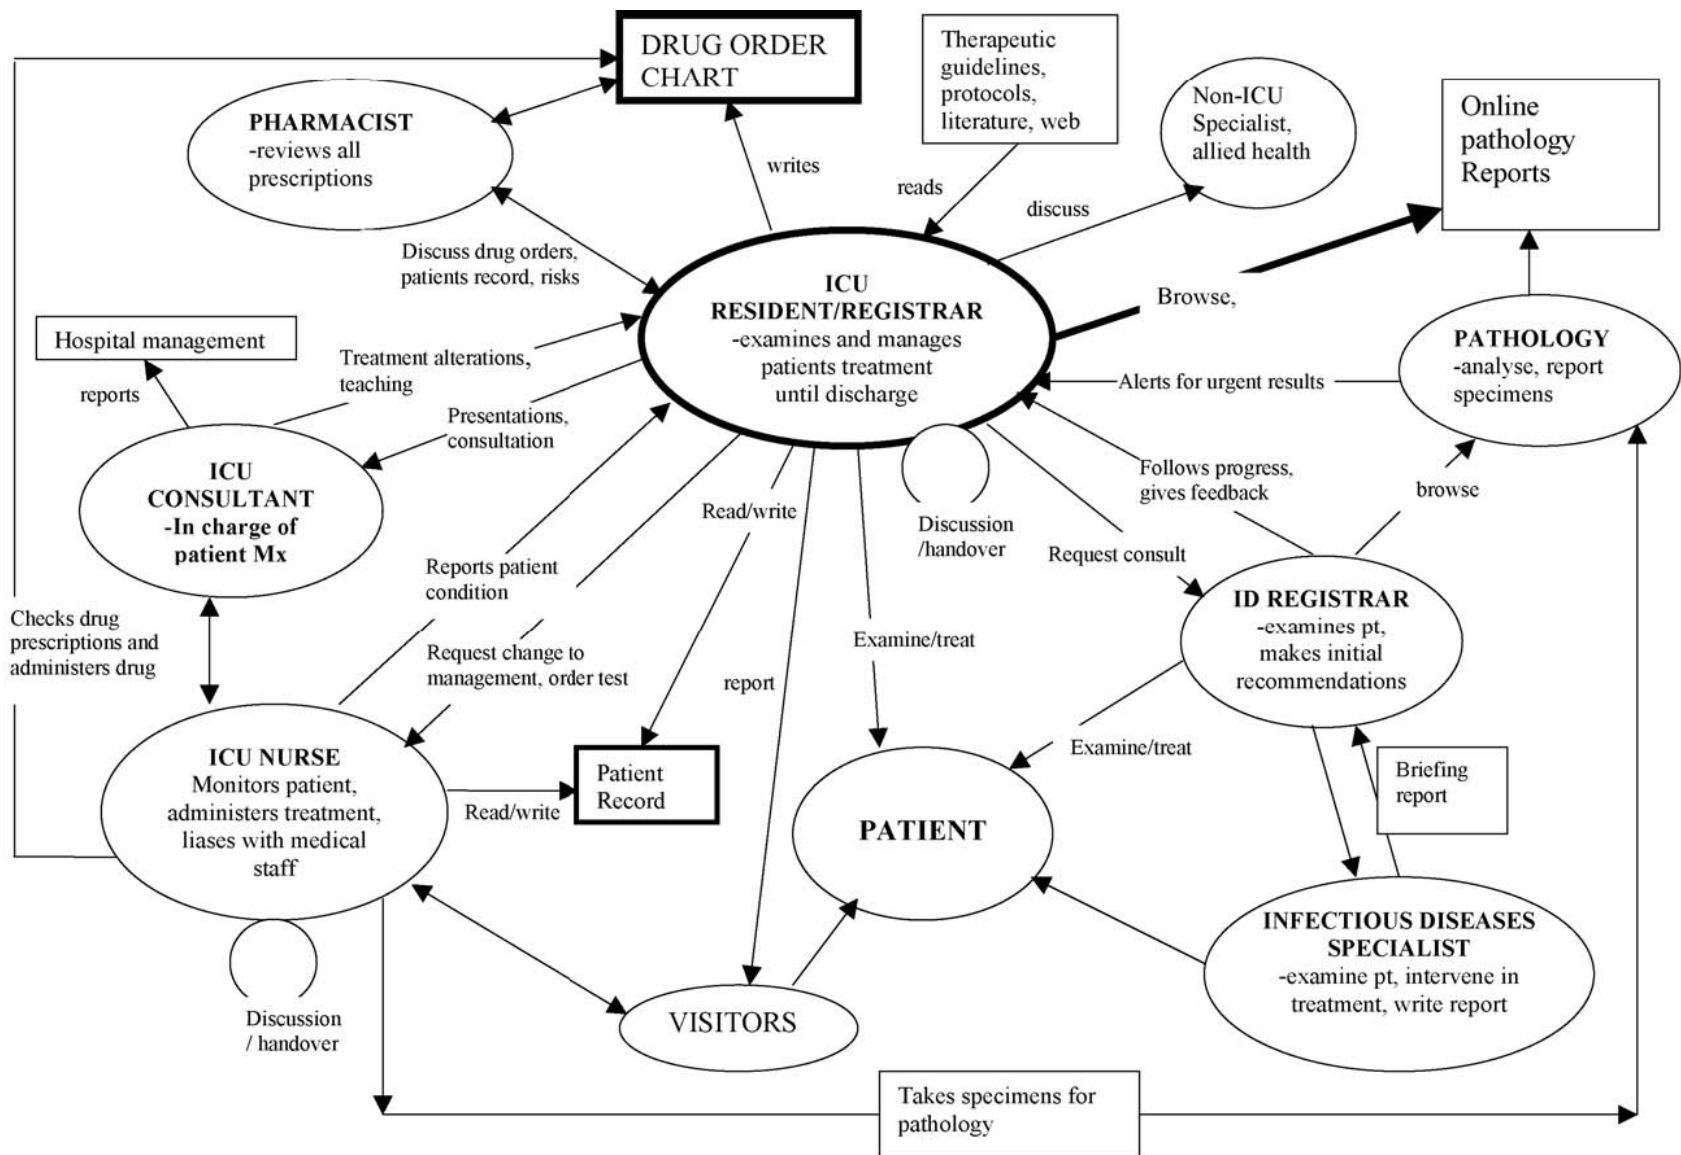 DRUG ORDER
CHART
Therapeutic
guidelines,
protocols,
literature, web
Non-ICU
Specialist,
allied health
Online
pathology
Reports
PHARMACIST
-reviews all
prescriptions
writes
reads
discuss
Discuss drug orders,
patients record, risks
ICU
RESIDENT/REGISTRAR
-examines and manages
patients treatment
until discharge
Browse,
Hospital management
reports
Treatment alterations,
teaching
Presentations,
consultation
PATHOLOGY
-analyse, report
specimens
Alerts for urgent results
ICU
CONSULTANT
-In charge of
patient Mx
Read/write
Discussion
/handover
Follows progress,
gives feedback
browse
Request consult
Checks drug
prescriptions and
administers drug
Reports patient
condition
Request change to
management, order test
Examine/treat
report
ID REGISTRAR
-examines pt,
makes initial
recommendations
Examine/treat
ICU NURSE
Monitors patient,
administers treatment,
liases with medical
staff
Read/write
Patient
Record
PATIENT
Briefing
report
INFECTIOUS DISEASES
SPECIALIST
-examine pt, intervene in
treatment, write report
Discussion
/ handover
VISITORS
Takes specimens for
pathology